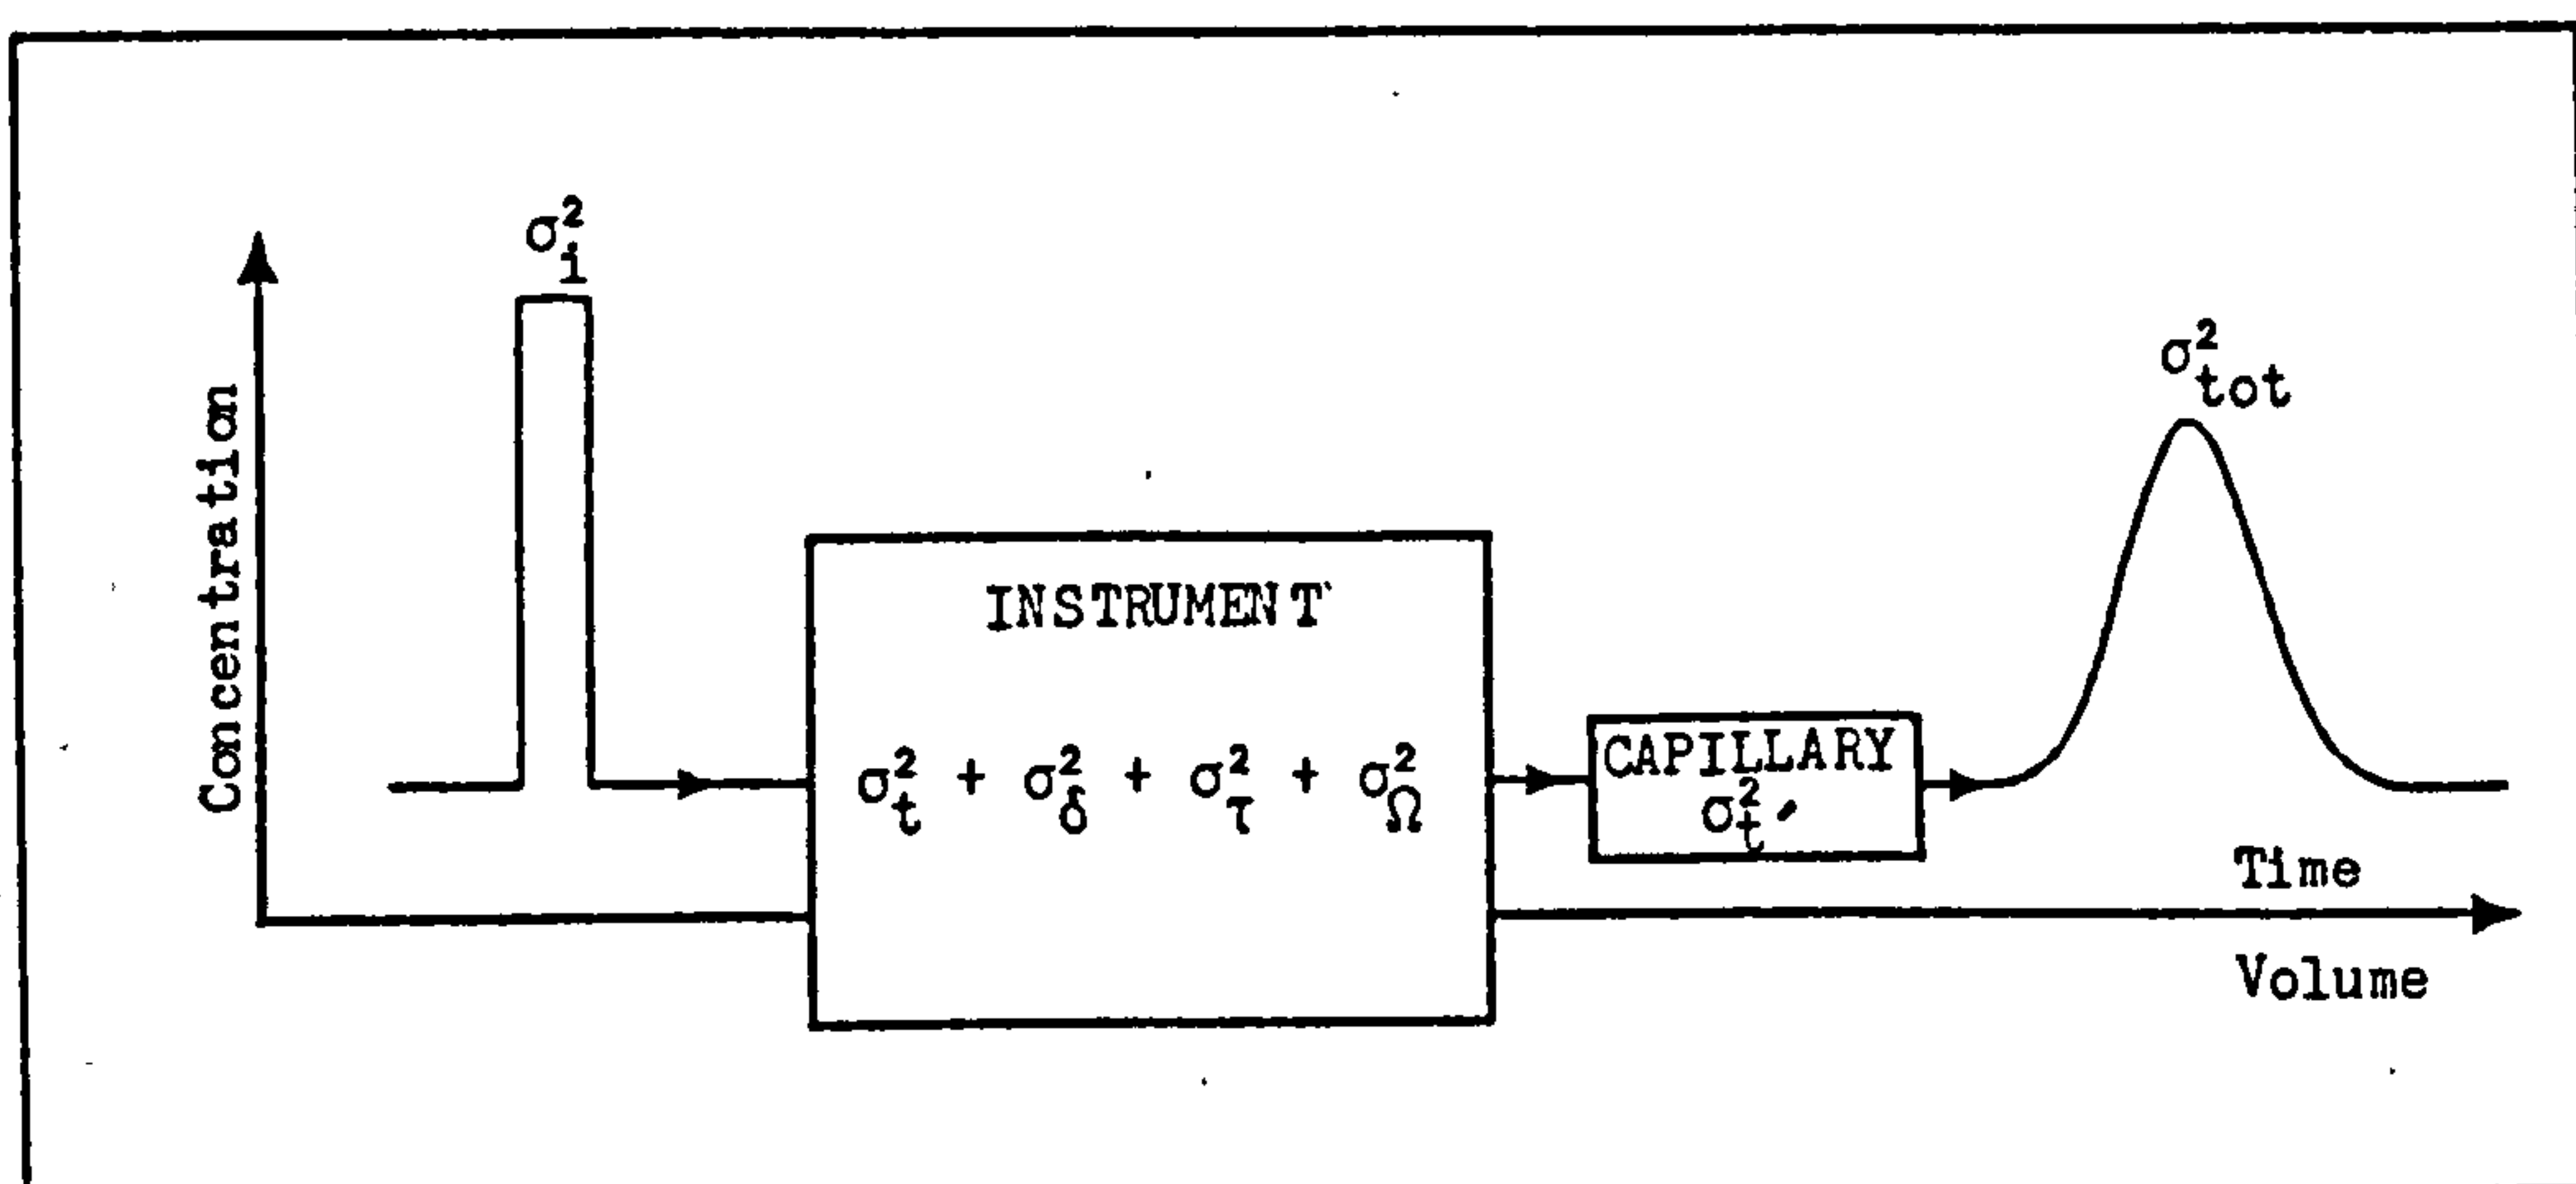 σ²ᵢ
σ²tot
Concentration
INSTRUMENT
σ²t + σ²δ + σ²τ + σ²Ω
CAPILLARY
σ²t′
Time
Volume